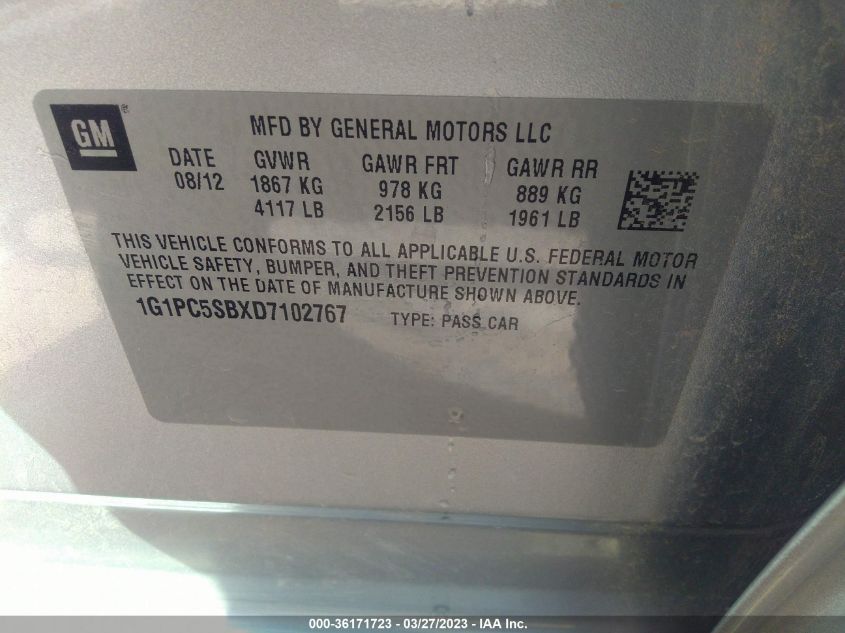 GM®
MFD BY GENERAL MOTORS LLC
DATE GVWR GAWR FRT GAWR RR
08/12 1867 KG 978 KG 889 KG
4117 LB 2156 LB 1961 LB
THIS VEHICLE CONFORMS TO ALL APPLICABLE U.S. FEDERAL MOTOR
VEHICLE SAFETY, BUMPER, AND THEFT PREVENTION STANDARDS IN
EFFECT ON THE DATE OF MANUFACTURE SHOWN ABOVE.
1G1PC5SBXD7102767 TYPE: PASS CAR
000-36171723 — 03/27/2023 — IAA Inc.